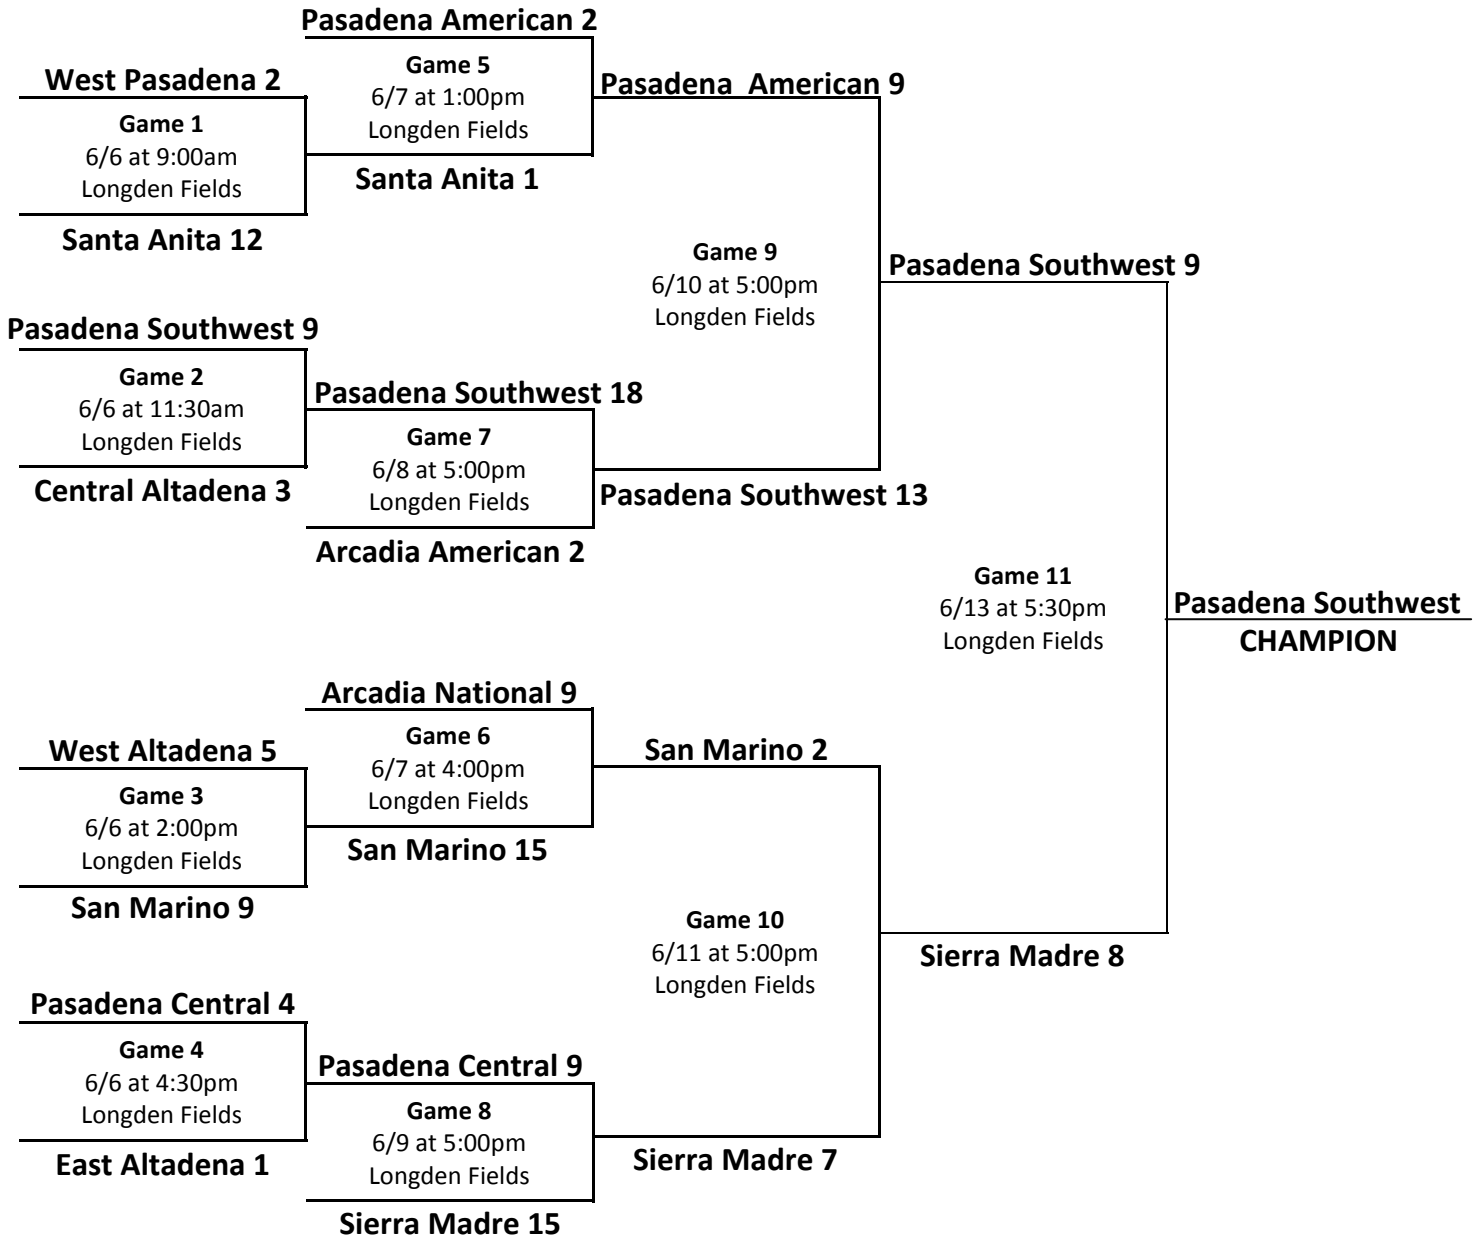 Pasadena American 2
West Pasadena 2
Game 5
6/7 at 1:00pm
Longden Fields
Pasadena  American 9
Game 1
6/6 at 9:00am
Longden Fields
Santa Anita 1
Santa Anita 12
Game 9
6/10 at 5:00pm
Longden Fields
Pasadena Southwest 9
Pasadena Southwest 9
Game 2
6/6 at 11:30am
Longden Fields
Pasadena Southwest 18
Central Altadena 3
Game 7
6/8 at 5:00pm
Longden Fields
Pasadena Southwest 13
Arcadia American 2
Game 11
6/13 at 5:30pm
Longden Fields
Pasadena Southwest
CHAMPION
Arcadia National 9
West Altadena 5
Game 6
6/7 at 4:00pm
Longden Fields
San Marino 2
Game 3
6/6 at 2:00pm
Longden Fields
San Marino 15
San Marino 9
Game 10
6/11 at 5:00pm
Longden Fields
Sierra Madre 8
Pasadena Central 4
Game 4
6/6 at 4:30pm
Longden Fields
Pasadena Central 9
East Altadena 1
Game 8
6/9 at 5:00pm
Longden Fields
Sierra Madre 7
Sierra Madre 15